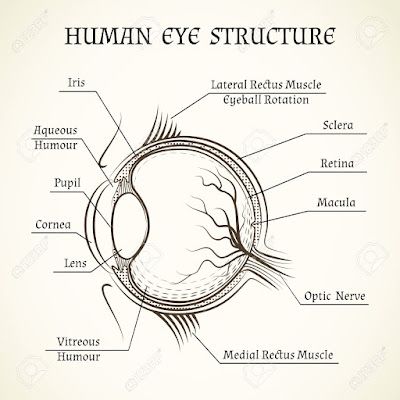 HUMAN EYE STRUCTURE
Iris
Lateral Rectus Muscle
Eyeball Rotation
Aqueous
Humour
Sclera
Pupil
Retina
Cornea
Macula
Lens
Optic Nerve
Vitreous
Humour
Medial Rectus Muscle